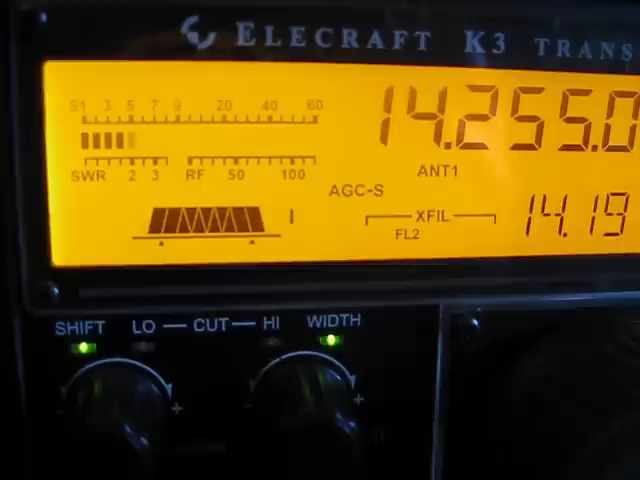 ELECRAFT K3 TRANS
S1 3 5 7 9 20 40 60
14.255.0
SWR 2 3 RF 50 100
ANT1
AGC-S
XFIL
FL2
14.19
SHIFT LO CUT HI WIDTH
- + - +